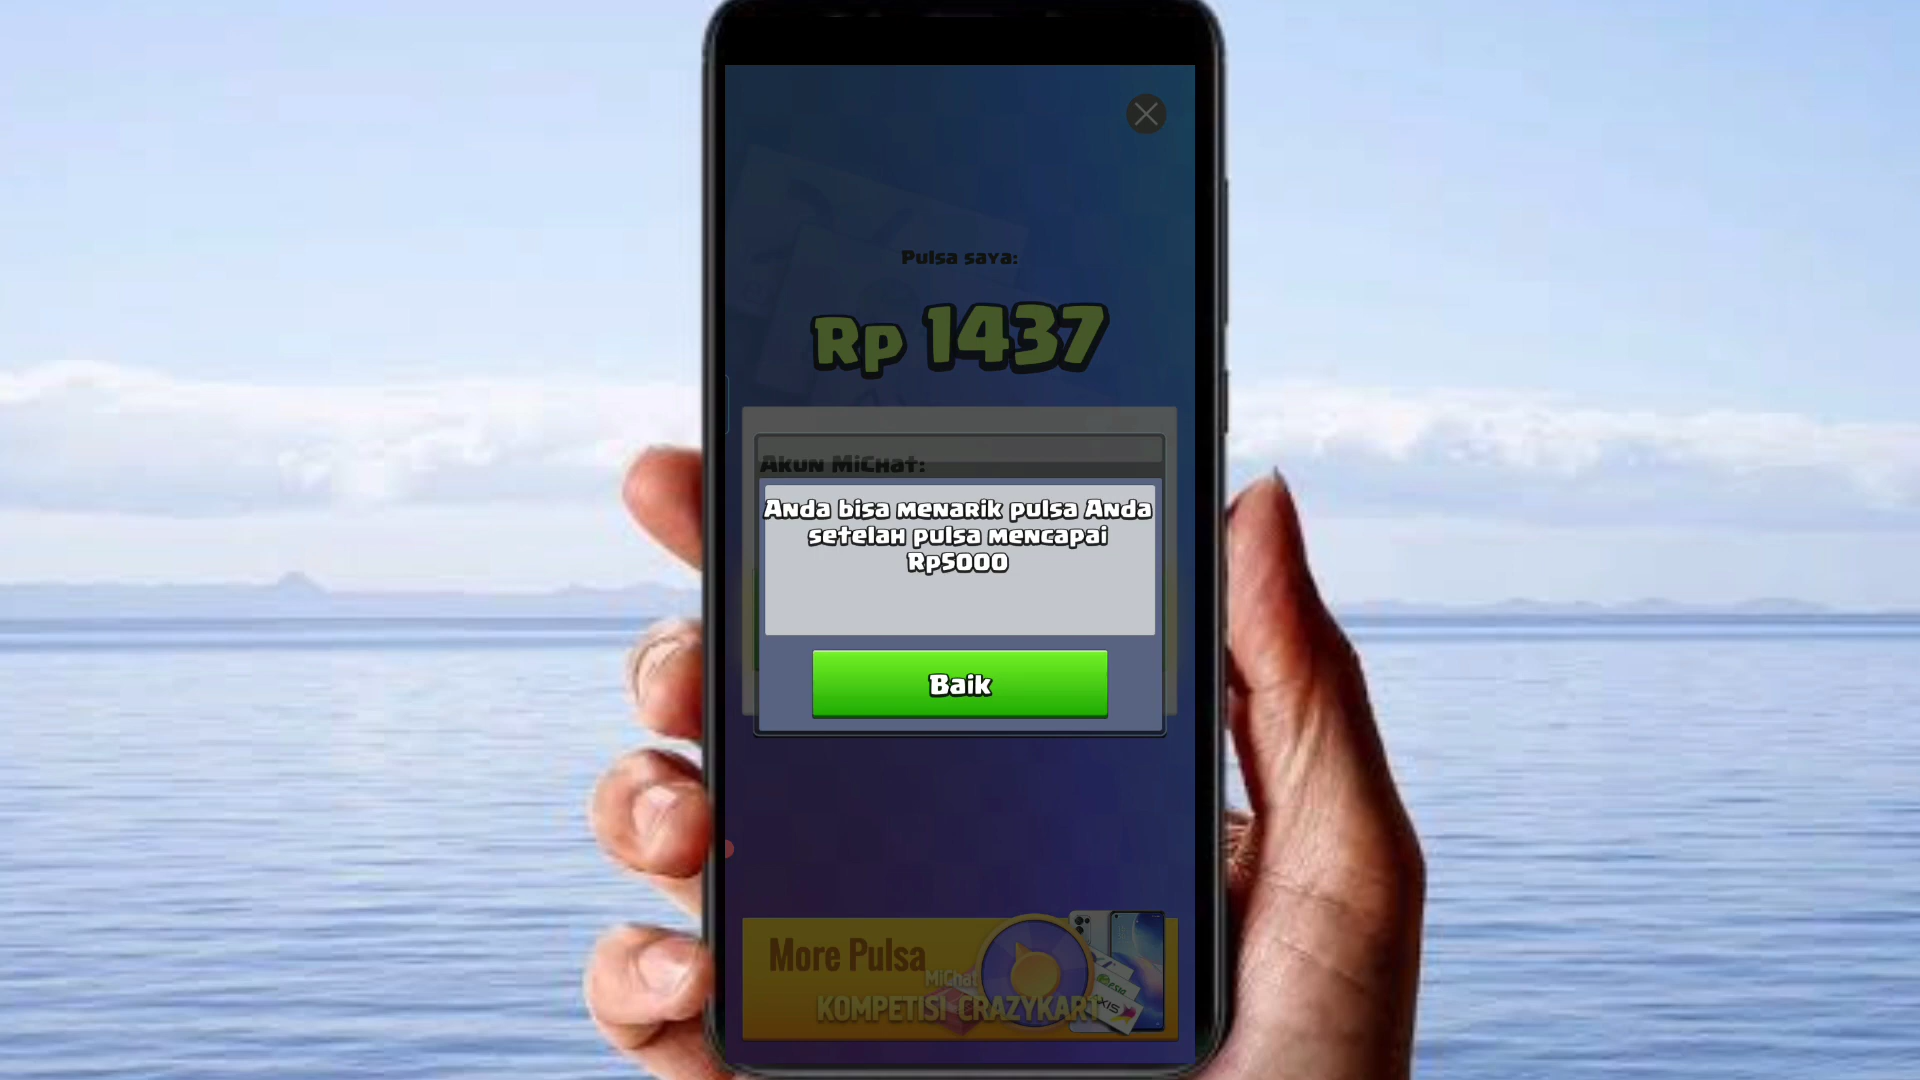 Pulsa saya:
Rp 1437
Akun MiChat:
Anda bisa menarik pulsa Anda
setelah pulsa mencapai
Rp5000
Baik
More Pulsa
MiChat
KOMPETISI CRAZYKART
AXIS